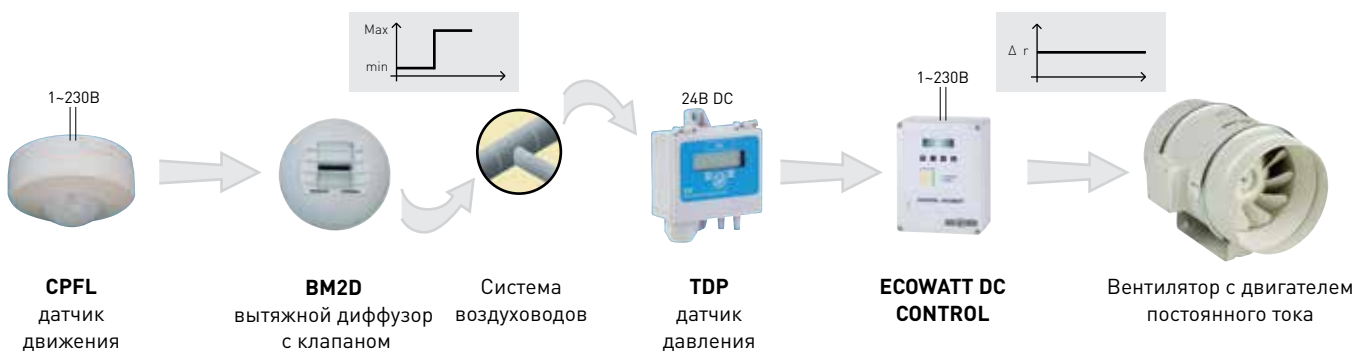 Max
min
Δ r
1~230В
24В DC
1~230В
CPFL
датчик
движения
BM2D
вытяжной диффузор
с клапаном
Система
воздуховодов
TDP
датчик
давления
ECOWATT DC
CONTROL
Вентилятор с двигателем
постоянного тока